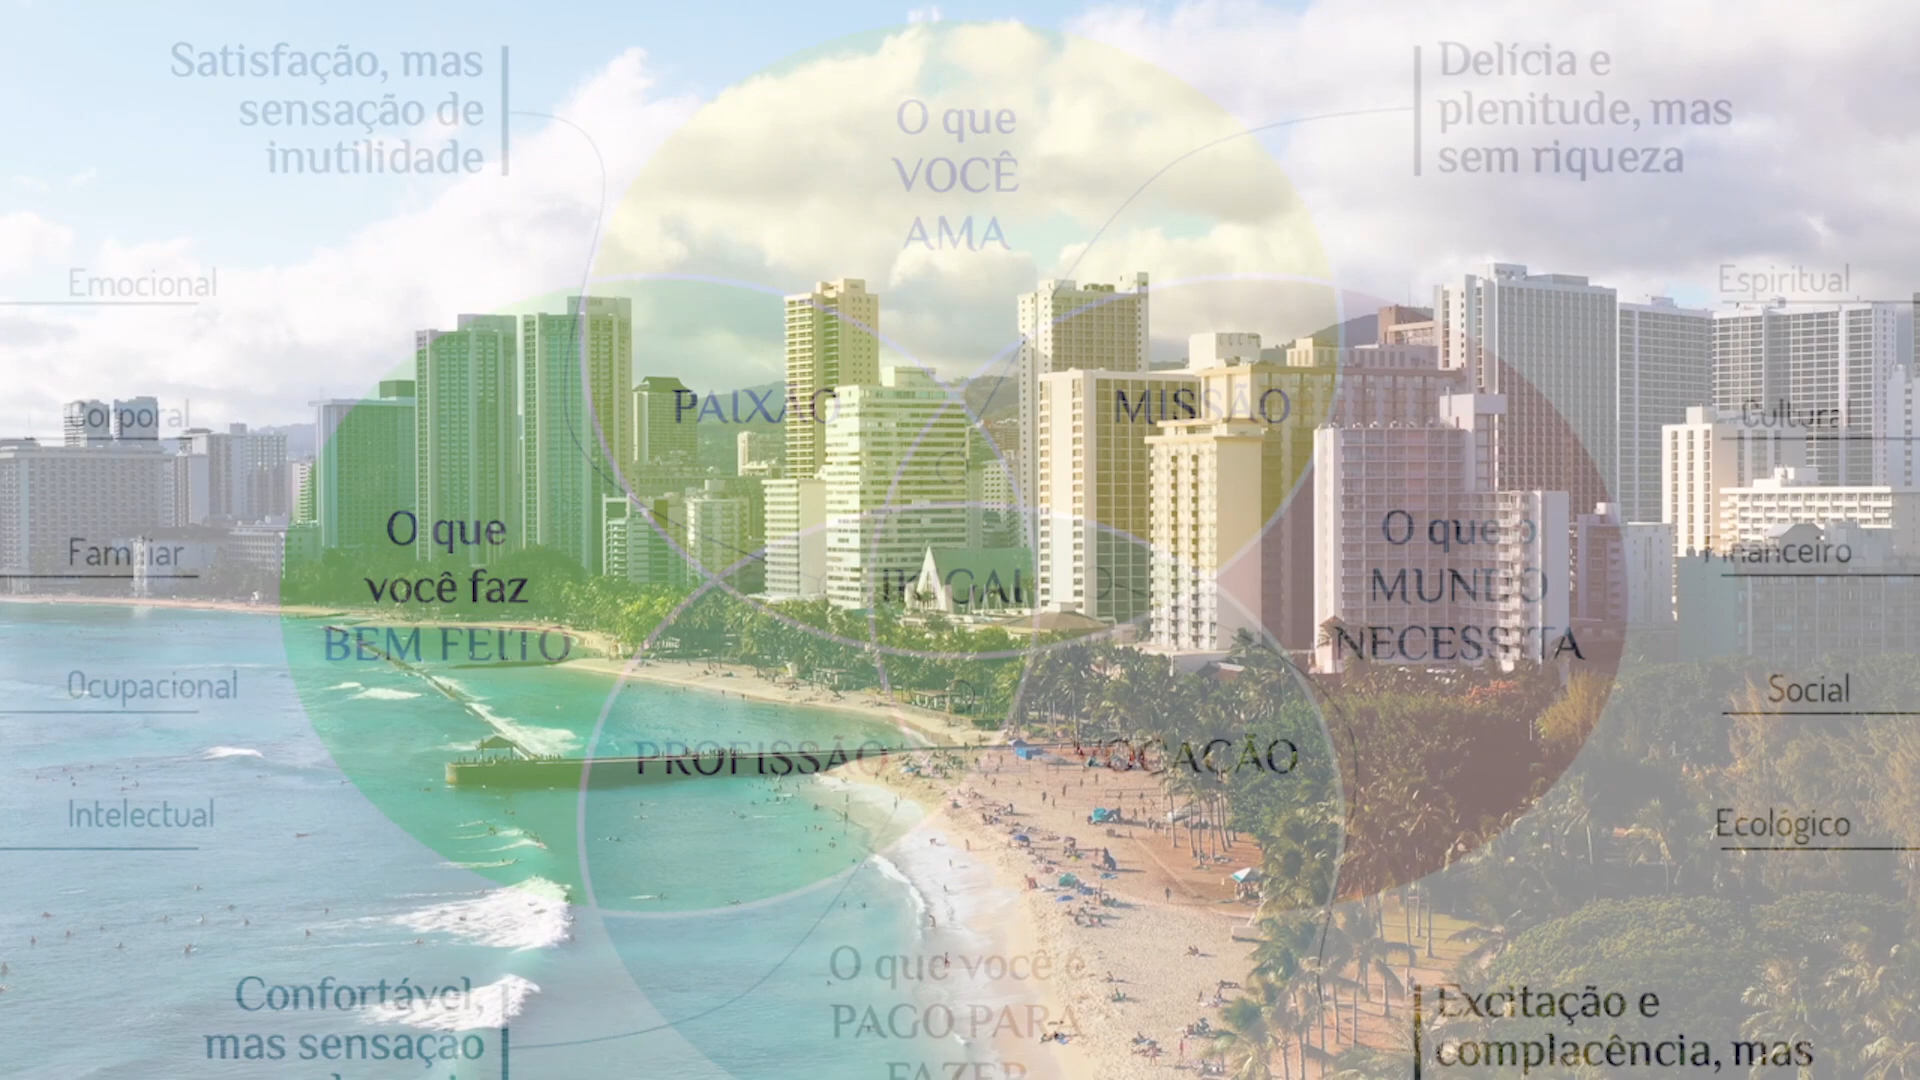 Satisfação, mas
sensação de
inutilidade
Delícia e
plenitude, mas
sem riqueza
O que
VOCÊ
AMA
Emocional
Espiritual
PAIXÃO
MISSÃO
Corporal
Cultural
O que
você faz
BEM FEITO
O que o
MUNDO
NECESSITA
Familiar
Financeiro
IKIGAI
Ocupacional
Social
PROFISSÃO
VOCAÇÃO
Intelectual
Ecológico
O que você é
PAGO PARA
FAZER
Confortável,
mas sensação
Excitação e
complacência, mas